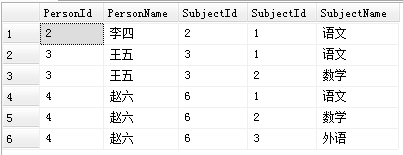 PersonId PersonName SubjectId SubjectId SubjectName
1 2 李四 2 1 语文
2 3 王五 3 1 语文
3 3 王五 3 2 数学
4 4 赵六 6 1 语文
5 4 赵六 6 2 数学
6 4 赵六 6 3 外语